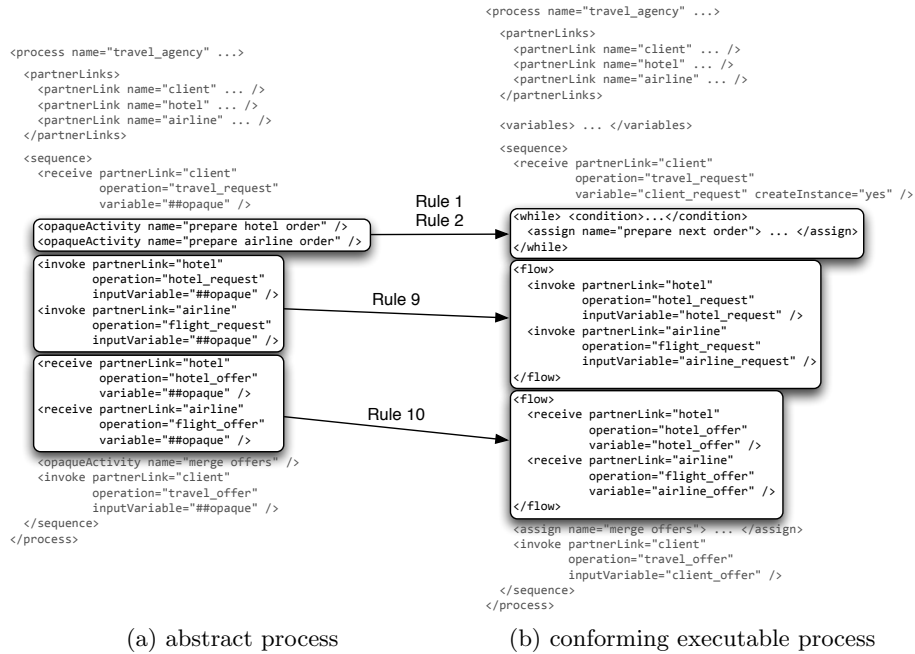 <process name="travel_agency" ...>
<partnerLinks>
<partnerLink name="client" ... />
<partnerLink name="hotel" ... />
<partnerLink name="airline" ... />
</partnerLinks>
<sequence>
<receive partnerLink="client"
operation="travel_request"
variable="##opaque" />
<opaqueActivity name="prepare hotel order" />
<opaqueActivity name="prepare airline order" />
<invoke partnerLink="hotel"
operation="hotel_request"
inputVariable="##opaque" />
<invoke partnerLink="airline"
operation="flight_request"
inputVariable="##opaque" />
<receive partnerLink="hotel"
operation="hotel_offer"
variable="##opaque" />
<receive partnerLink="airline"
operation="flight_offer"
variable="##opaque" />
<opaqueActivity name="merge offers" />
<invoke partnerLink="client"
operation="travel_offer"
inputVariable="##opaque" />
</sequence>
</process>
(a) abstract process
Rule 1
Rule 2
Rule 9
Rule 10
<process name="travel_agency" ...>
<partnerLinks>
<partnerLink name="client" ... />
<partnerLink name="hotel" ... />
<partnerLink name="airline" ... />
</partnerLinks>
<variables> ... </variables>
<sequence>
<receive partnerLink="client"
operation="travel_request"
variable="client_request" createInstance="yes" />
<while> <condition>...</condition>
<assign name="prepare next order"> ... </assign>
</while>
<flow>
<invoke partnerLink="hotel"
operation="hotel_request"
inputVariable="hotel_request" />
<invoke partnerLink="airline"
operation="flight_request"
inputVariable="airline_request" />
</flow>
<flow>
<receive partnerLink="hotel"
operation="hotel_offer"
variable="hotel_offer" />
<receive partnerLink="airline"
operation="flight_offer"
variable="airline_offer" />
</flow>
<assign name="merge offers"> ... </assign>
<invoke partnerLink="client"
operation="travel_offer"
inputVariable="client_offer" />
</sequence>
</process>
(b) conforming executable process